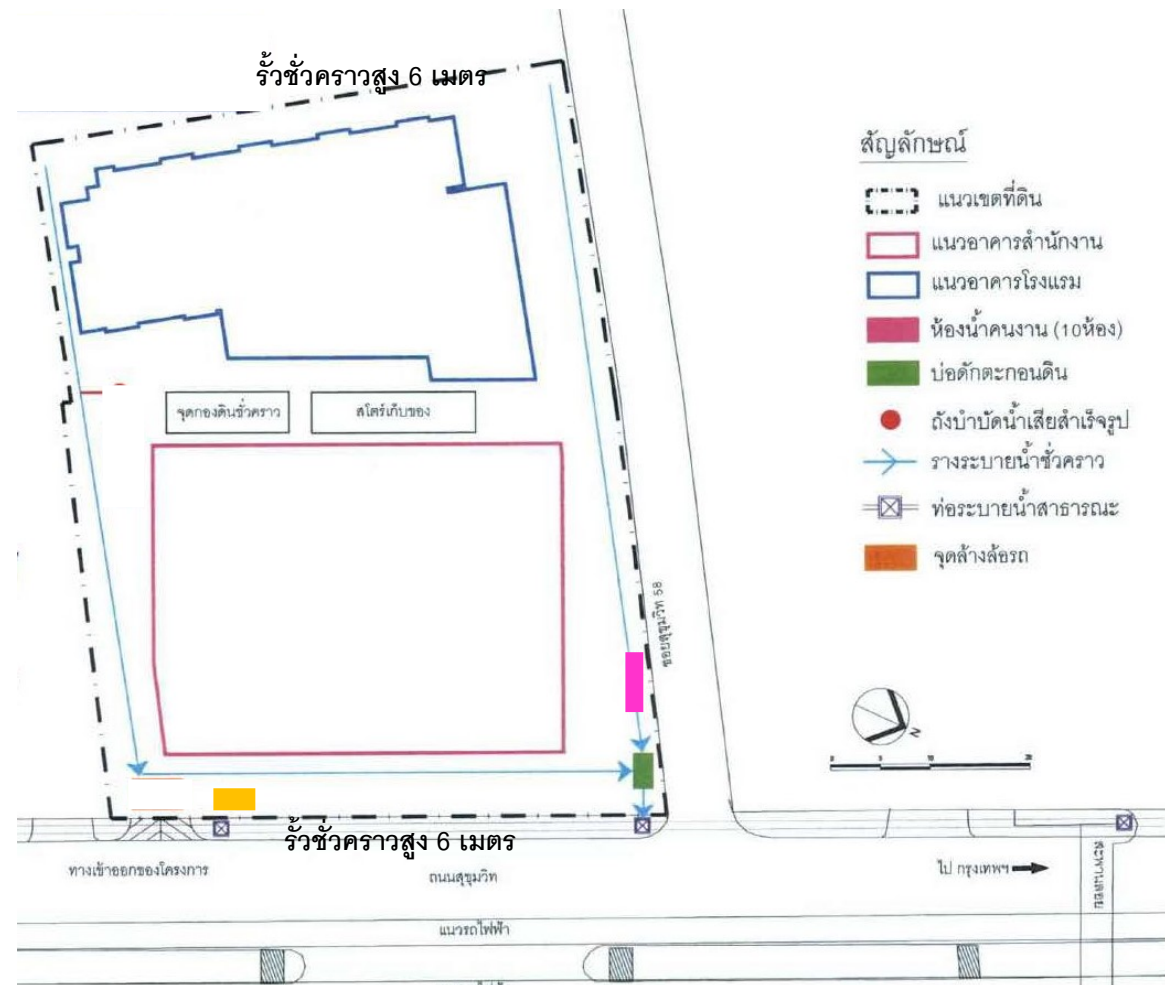 รั้วชั่วคราวสูง 6 เมตร
สัญลักษณ์
แนวเขตที่ดิน
แนวอาคารสำนักงาน
แนวอาคารโรงแรม
ห้องน้ำคนงาน (10ห้อง)
บ่อดักตะกอนดิน
ถังบำบัดน้ำเสียสำเร็จรูป
รางระบายน้ำชั่วคราว
ท่อระบายน้ำสาธารณะ
จุดล้างล้อรถ
จุดกองดินชั่วคราว
สโตร์เก็บของ
ซอยสุขุมวิท 58
N
0 5 10 20
รั้วชั่วคราวสูง 6 เมตร
ทางเข้าออกของโครงการ
ถนนสุขุมวิท
ไป กรุงเทพฯ
สะพานลอย
แนวรถไฟฟ้า